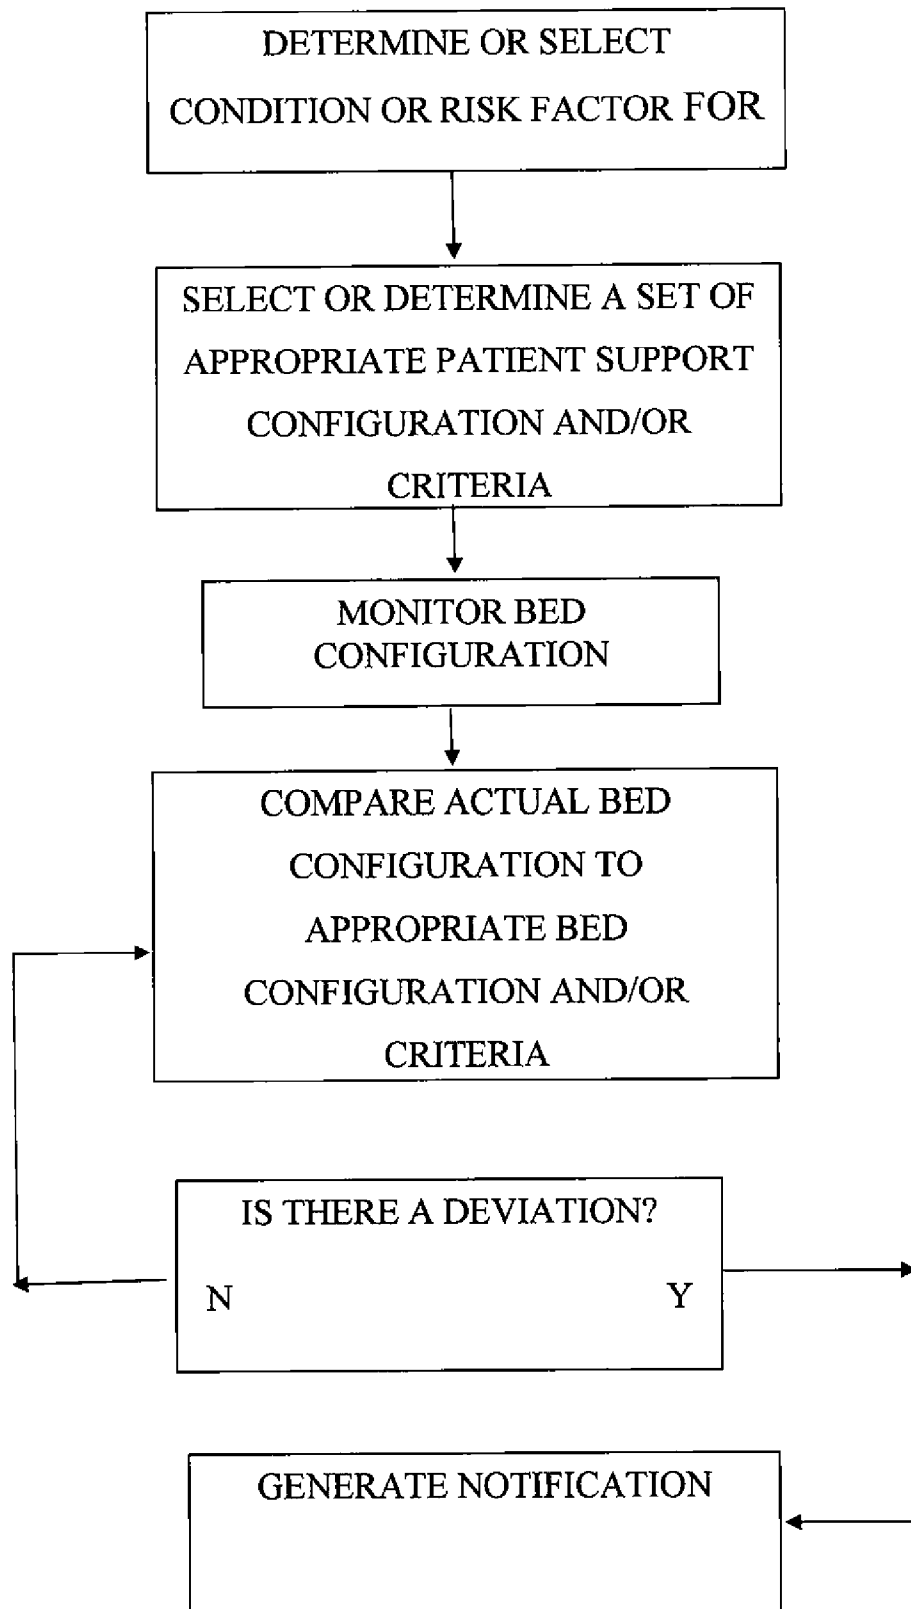 DETERMINE OR SELECT
CONDITION OR RISK FACTOR FOR
SELECT OR DETERMINE A SET OF
APPROPRIATE PATIENT SUPPORT
CONFIGURATION AND/OR
CRITERIA
MONITOR BED
CONFIGURATION
COMPARE ACTUAL BED
CONFIGURATION TO
APPROPRIATE BED
CONFIGURATION AND/OR
CRITERIA
IS THERE A DEVIATION?
N Y
GENERATE NOTIFICATION